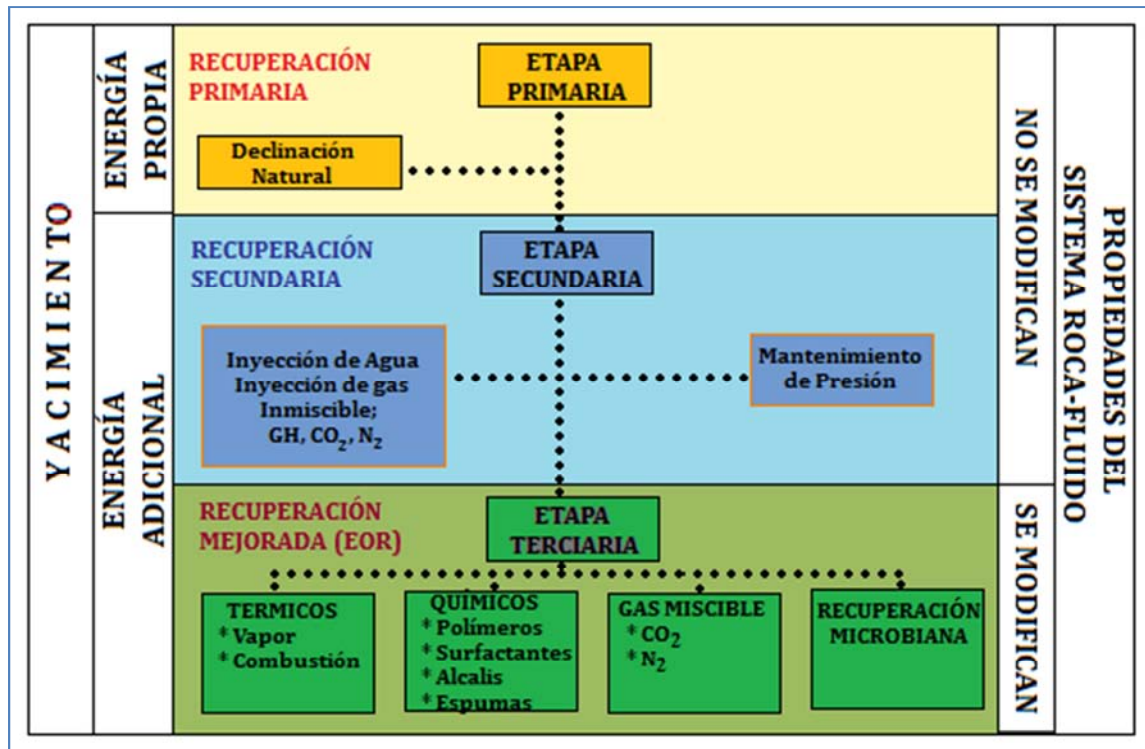 YACIMIENTO
ENERGÍA
PROPIA
ENERGÍA
ADICIONAL
RECUPERACIÓN
PRIMARIA
ETAPA
PRIMARIA
Declinación
Natural
RECUPERACIÓN
SECUNDARIA
ETAPA
SECUNDARIA
Inyección de Agua
Inyección de gas
Inmiscible;
GH, CO₂, N₂
Mantenimiento
de Presión
RECUPERACIÓN
MEJORADA (EOR)
ETAPA
TERCIARIA
TERMICOS
* Vapor
* Combustión
QUÍMICOS
* Polímeros
* Surfactantes
* Alcalis
* Espumas
GAS MISCIBLE
* CO₂
* N₂
RECUPERACIÓN
MICROBIANA
NO SE MODIFICAN
SE MODIFICAN
PROPIEDADES DEL
SISTEMA ROCA-FLUIDO